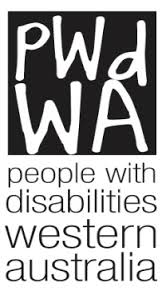 PWd
WA
people with
disabilities
western
australia